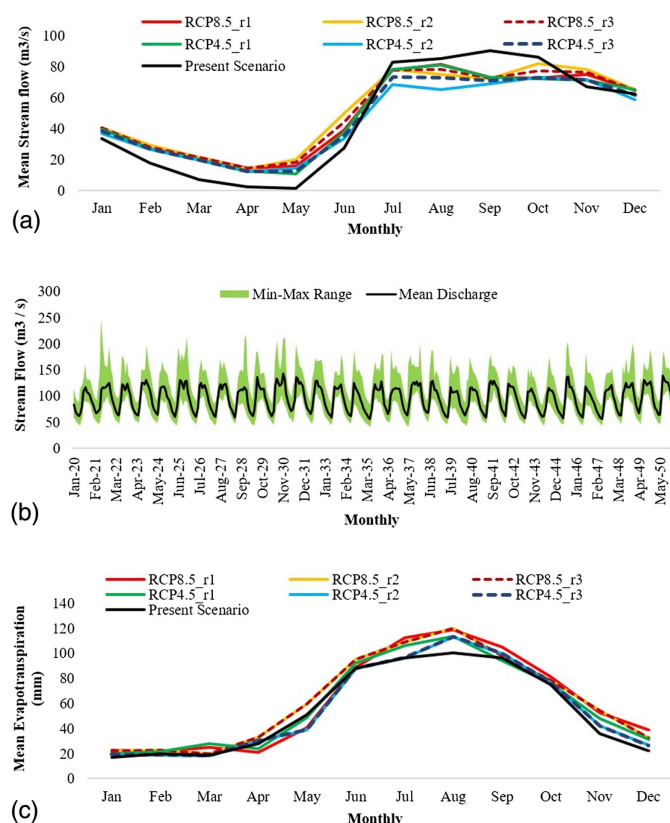 RCP8.5_r1 RCP8.5_r2 RCP8.5_r3
RCP4.5_r1 RCP4.5_r2 RCP4.5_r3
Present Scenario
Mean Stream flow (m3/s)
100
80
60
40
20
0
Jan Feb Mar Apr May Jun Jul Aug Sep Oct Nov Dec
Monthly
(a)
Min-Max Range Mean Discharge
Stream Flow (m3 / s)
300
250
200
150
100
50
0
Jan-20 Feb-21 Mar-22 Apr-23 May-24 Jun-25 Jul-26 Aug-27 Sep-28 Oct-29 Nov-30 Dec-31 Jan-33 Feb-34 Mar-35 Apr-36 May-37 Jun-38 Jul-39 Aug-40 Sep-41 Oct-42 Nov-43 Dec-44 Jan-46 Feb-47 Mar-48 Apr-49 May-50
Monthly
(b)
RCP8.5_r1 RCP8.5_r2 RCP8.5_r3
RCP4.5_r1 RCP4.5_r2 RCP4.5_r3
Present Scenario
Mean Evapotranspiration
(mm)
140
120
100
80
60
40
20
0
Jan Feb Mar Apr May Jun Jul Aug Sep Oct Nov Dec
Monthly
(c)